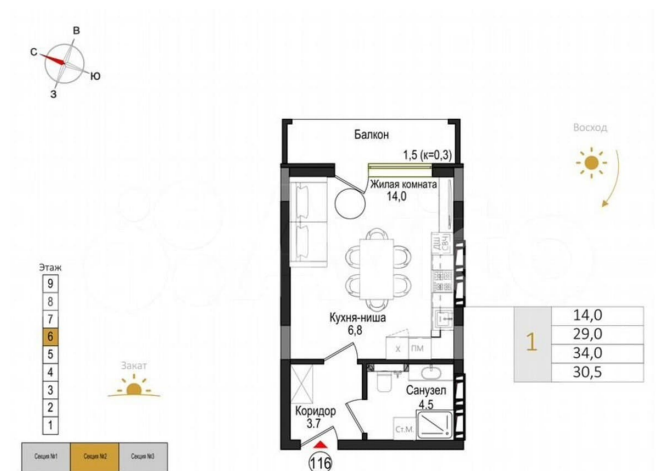 В
С
Ю
З
Балкон
1,5 (к=0,3)
Восход
Жилая комната
14,0
ДШ
СВЧ
Этаж
9
8
7
6
5
4
3
2
1
Кухня-ниша
6,8
Х
ПМ
1
14,0
29,0
34,0
30,5
Закат
Санузел
4.5
Коридор
3.7
Ст.М.
116
Секция №1
Секция №2
Секция №3